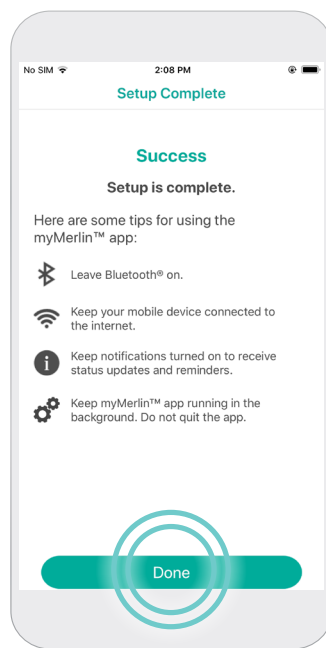 No SIM 2:08 PM
Setup Complete
Success
Setup is complete.
Here are some tips for using the
myMerlin™ app:
Leave Bluetooth® on.
Keep your mobile device connected to
the internet.
Keep notifications turned on to receive
status updates and reminders.
Keep myMerlin™ app running in the
background. Do not quit the app.
Done